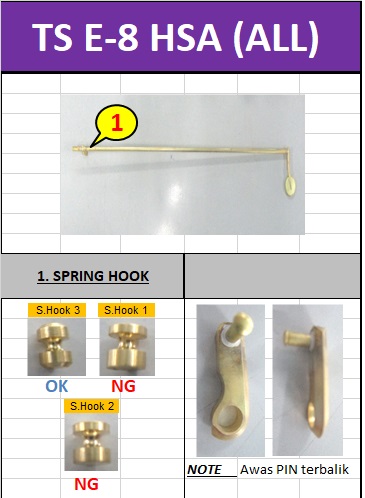 TS E-8 HSA (ALL)
1
1. SPRING HOOK
S.Hook 3 S.Hook 1
OK NG
S.Hook 2
NG
NOTE Awas PIN terbalik